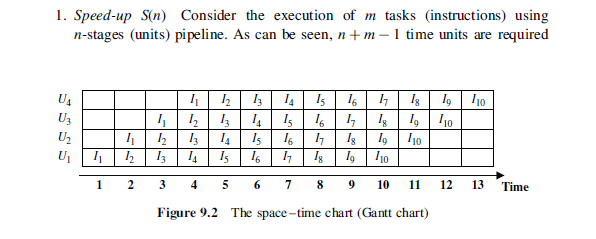 1. Speed-up S(n) Consider the execution of m tasks (instructions) using
n-stages (units) pipeline. As can be seen, n + m − 1 time units are required
U4 I1 I2 I3 I4 I5 I6 I7 I8 I9 I10
U3 I1 I2 I3 I4 I5 I6 I7 I8 I9 I10
U2 I1 I2 I3 I4 I5 I6 I7 I8 I9 I10
U1 I1 I2 I3 I4 I5 I6 I7 I8 I9 I10
1 2 3 4 5 6 7 8 9 10 11 12 13 Time
Figure 9.2 The space–time chart (Gantt chart)